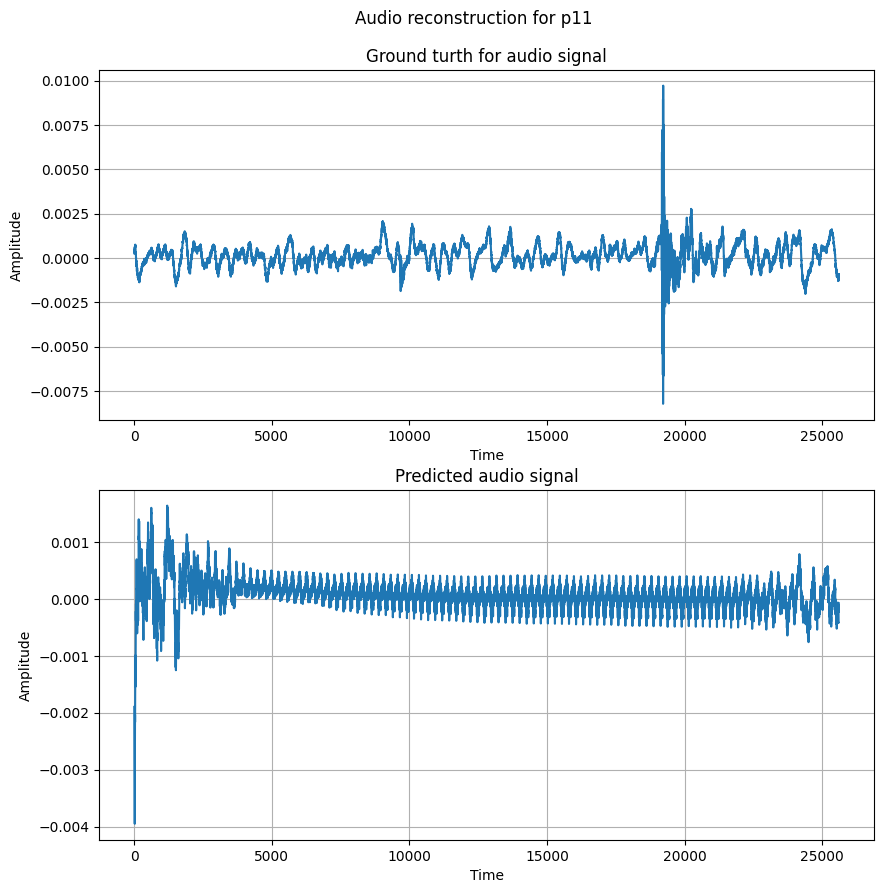 Audio reconstruction for p11
Ground turth for audio signal
0.0100
0.0075
0.0050
0.0025
0.0000
−0.0025
−0.0050
−0.0075
Amplitude
0 5000 10000 15000 20000 25000
Time
Predicted audio signal
0.001
0.000
−0.001
−0.002
−0.003
−0.004
Amplitude
0 5000 10000 15000 20000 25000
Time